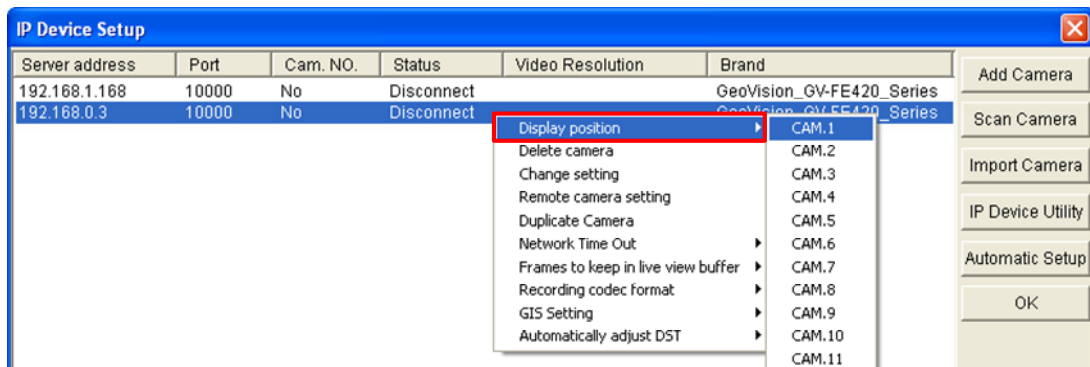 IP Device Setup
Server address Port Cam. NO. Status Video Resolution Brand
192.168.1.168 10000 No Disconnect GeoVision_GV-FE420_Series
192.168.0.3 10000 No Disconnect GeoVision_GV-FE420_Series
Display position
Delete camera
Change setting
Remote camera setting
Duplicate Camera
Network Time Out
Frames to keep in live view buffer
Recording codec format
GIS Setting
Automatically adjust DST
CAM.1
CAM.2
CAM.3
CAM.4
CAM.5
CAM.6
CAM.7
CAM.8
CAM.9
CAM.10
CAM.11
Add Camera
Scan Camera
Import Camera
IP Device Utility
Automatic Setup
OK